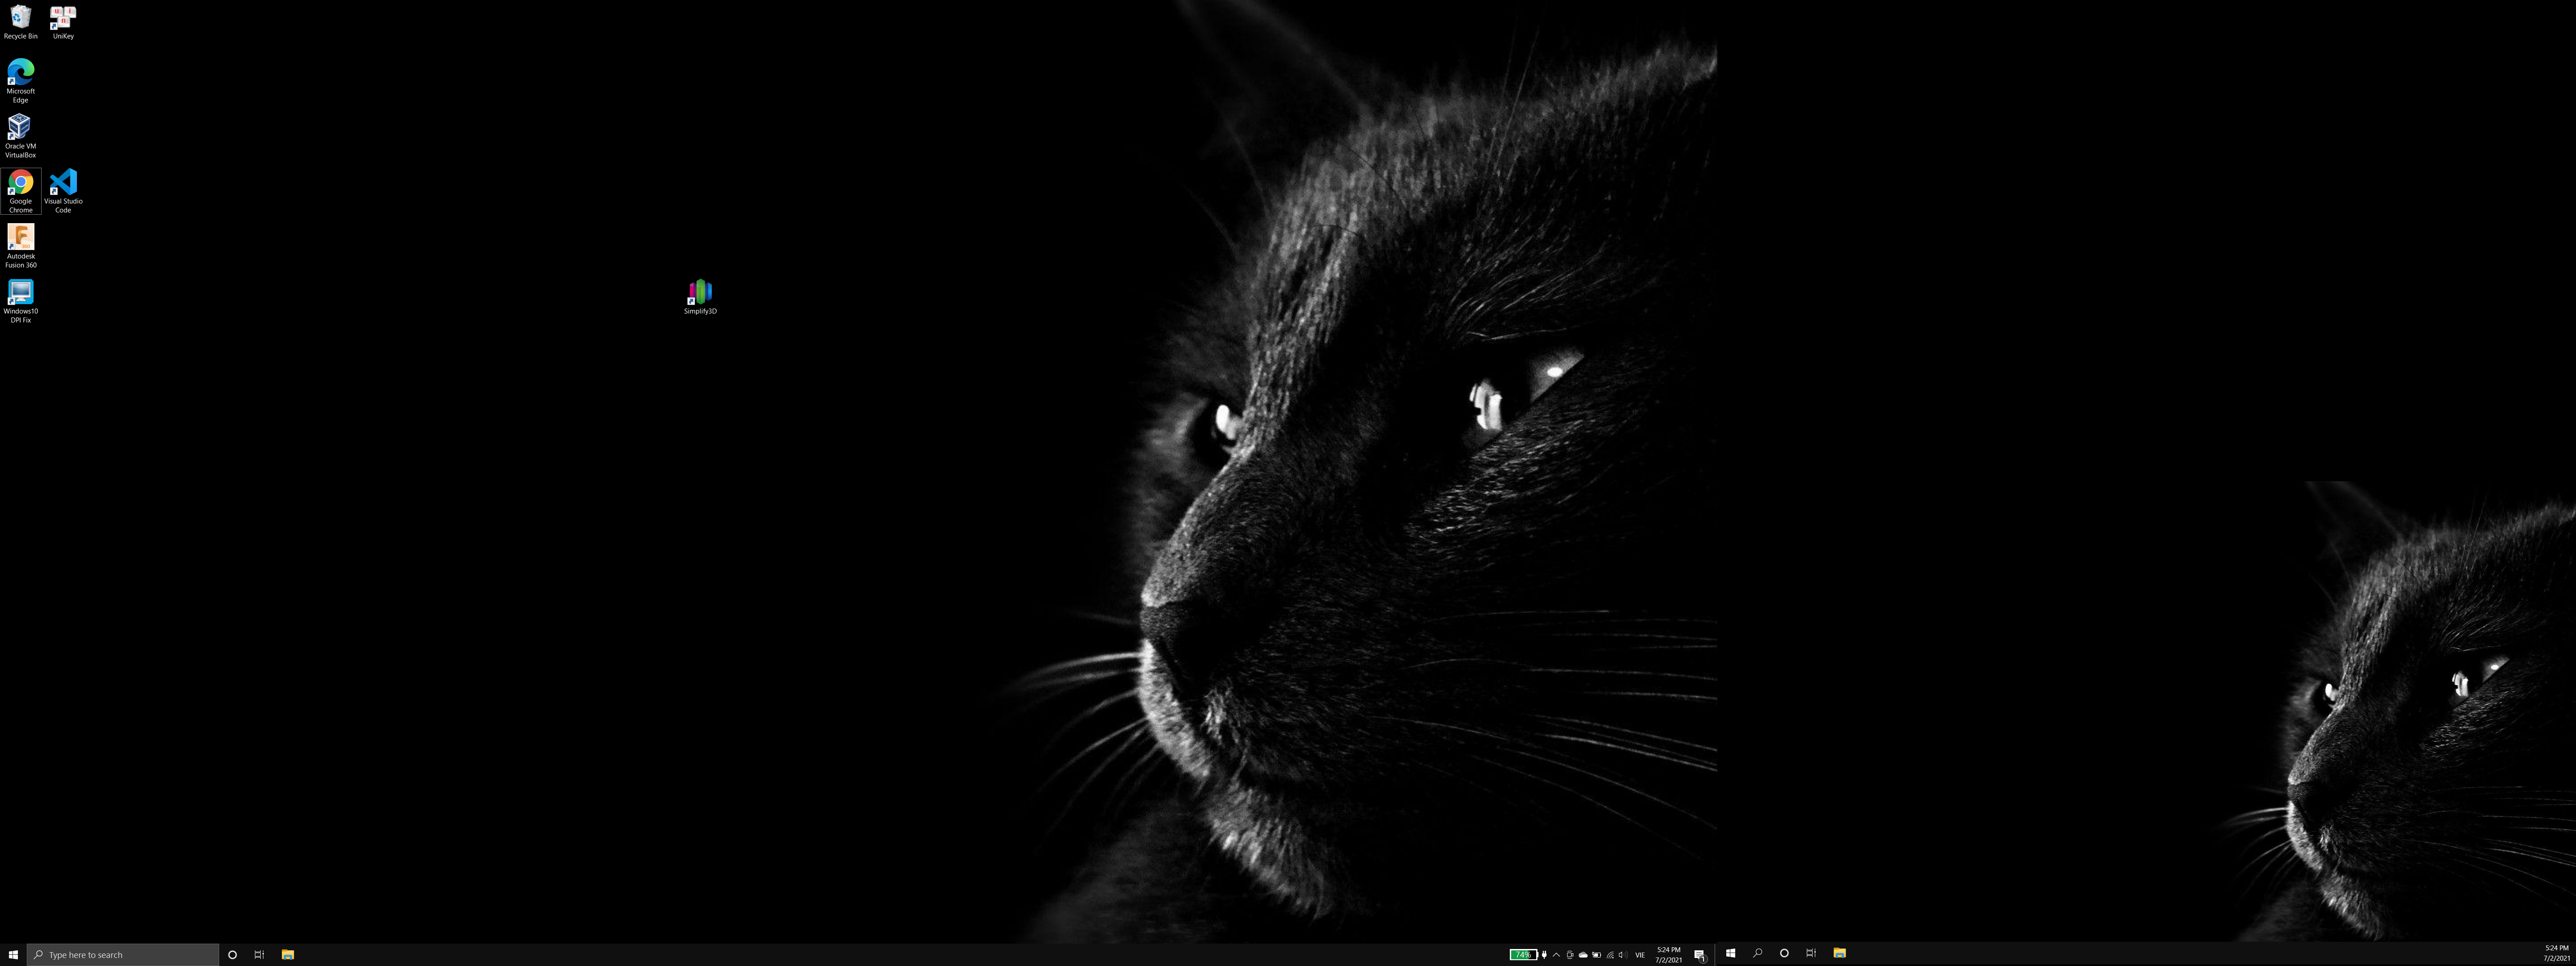 Recycle Bin
UniKey
Microsoft
Edge
Oracle VM
VirtualBox
Google
Chrome
Visual Studio
Code
Autodesk
Fusion 360
Windows10
DPI Fix
Simplify3D
Type here to search
74%
VIE
5:24 PM
7/2/2021
1
5:24 PM
7/2/2021